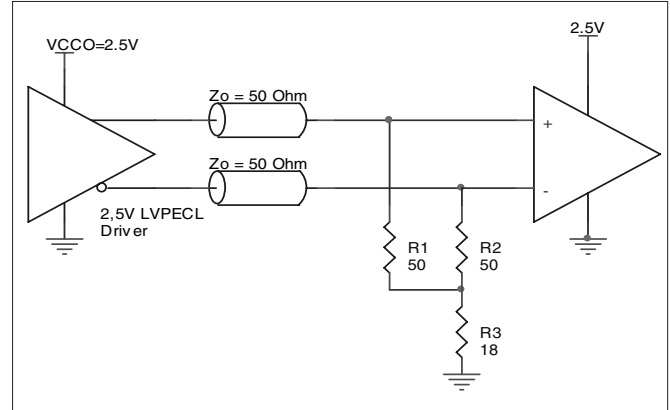 VCCO=2.5V
2.5V
Zo = 50 Ohm
+
Zo = 50 Ohm
-
2,5V LVPECL
Driver
R1
50
R2
50
R3
18